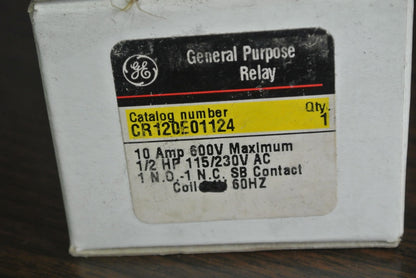 GE
General Purpose
Relay
Catalog number Qty.
CR120E01124 1
10 Amp 600V Maximum
1/2 HP 115/230V AC
1 N.O.-1 N.C. SB Contact
Coil 60HZ